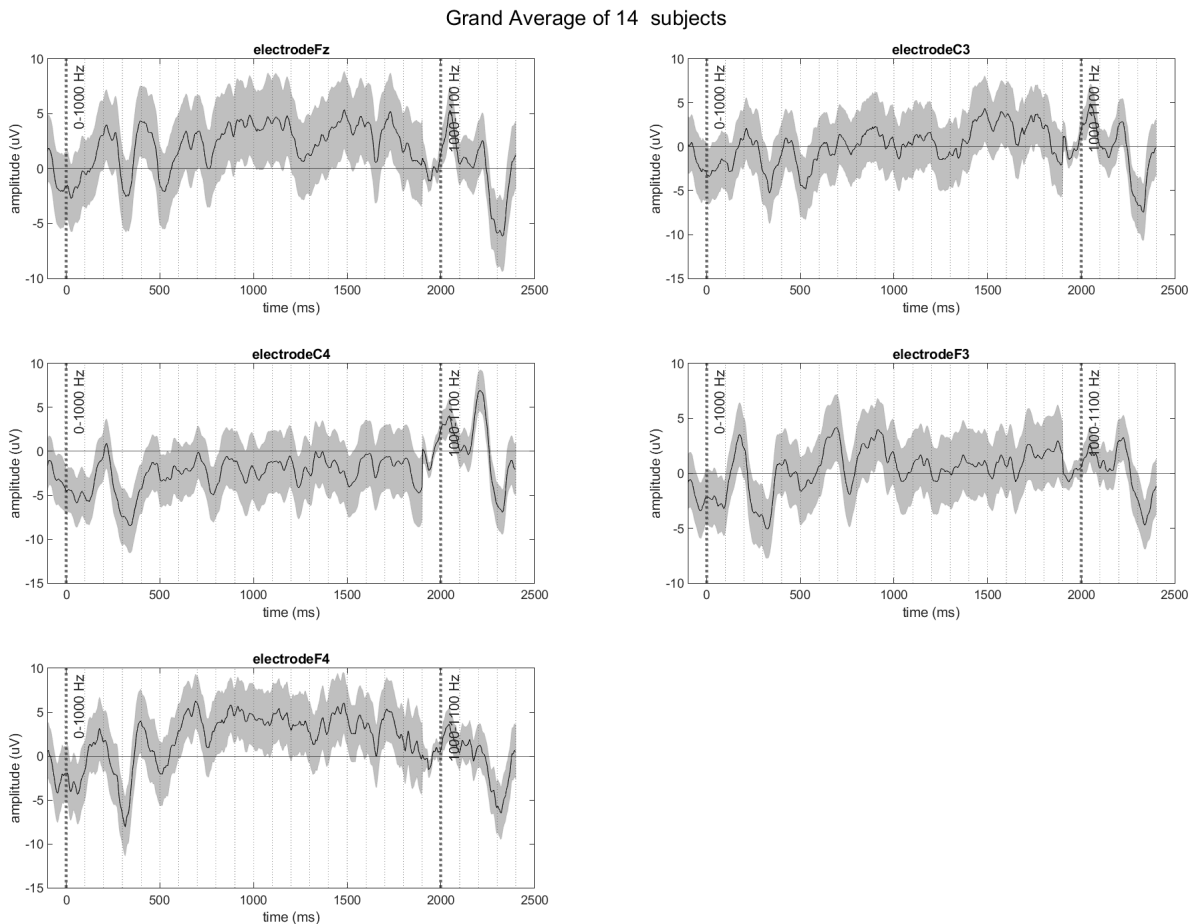 Grand Average of 14 subjects
electrodeFz
10
5
0
-5
-10
amplitude (uV)
0-1000 Hz
1000-1100 Hz
0 500 1000 1500 2000 2500
time (ms)
electrodeC3
10
5
0
-5
-10
-15
amplitude (uV)
0-1000 Hz
1000-1100 Hz
0 500 1000 1500 2000 2500
time (ms)
electrodeC4
10
5
0
-5
-10
-15
amplitude (uV)
0-1000 Hz
1000-1100 Hz
0 500 1000 1500 2000 2500
time (ms)
electrodeF3
10
5
0
-5
-10
amplitude (uV)
0-1000 Hz
1000-1100 Hz
0 500 1000 1500 2000 2500
time (ms)
electrodeF4
10
5
0
-5
-10
-15
amplitude (uV)
0-1000 Hz
1000-1100 Hz
0 500 1000 1500 2000 2500
time (ms)